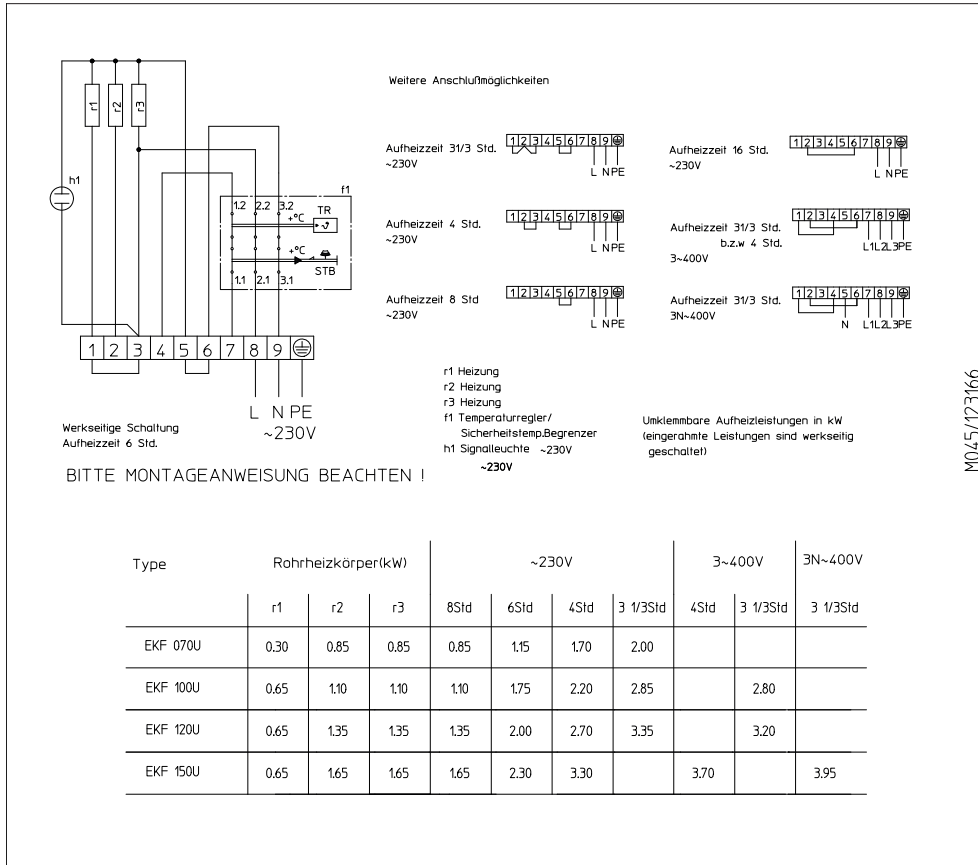 Weitere Anschlußmöglichkeiten
r1 r2 r3
h1
f1
1.2 2.2 3.2
+°C TR
+°C
STB
1.1 2.1 3.1
1 2 3 4 5 6 7 8 9
L N PE
~230V
Werkseitige Schaltung
Aufheizzeit 6 Std.
BITTE MONTAGEANWEISUNG BEACHTEN !
Aufheizzeit 31/3 Std.
~230V
1 2 3 4 5 6 7 8 9
L N PE
Aufheizzeit 4 Std.
~230V
1 2 3 4 5 6 7 8 9
L N PE
Aufheizzeit 8 Std
~230V
1 2 3 4 5 6 7 8 9
L N PE
Aufheizzeit 16 Std.
~230V
1 2 3 4 5 6 7 8 9
L N PE
Aufheizzeit 31/3 Std.
b.z.w 4 Std.
3~400V
1 2 3 4 5 6 7 8 9
L1 L2 L3 PE
Aufheizzeit 31/3 Std.
3N~400V
1 2 3 4 5 6 7 8 9
N L1 L2 L3 PE
r1 Heizung
r2 Heizung
r3 Heizung
f1 Temperaturregler/
Sicherheitstemp.Begrenzer
h1 Signalleuchte ~230V
~230V
Umklemmbare Aufheizleistungen in kW
(eingerahmte Leistungen sind werkseitig
geschaltet)
M045/123166
Type Rohrheizkörper(kW) ~230V 3~400V 3N~400V
r1 r2 r3 8Std 6Std 4Std 3 1/3Std 4Std 3 1/3Std 3 1/3Std
EKF 070U 0.30 0.85 0.85 0.85 1.15 1.70 2.00
EKF 100U 0.65 1.10 1.10 1.10 1.75 2.20 2.85 2.80
EKF 120U 0.65 1.35 1.35 1.35 2.00 2.70 3.35 3.20
EKF 150U 0.65 1.65 1.65 1.65 2.30 3.30 3.70 3.95